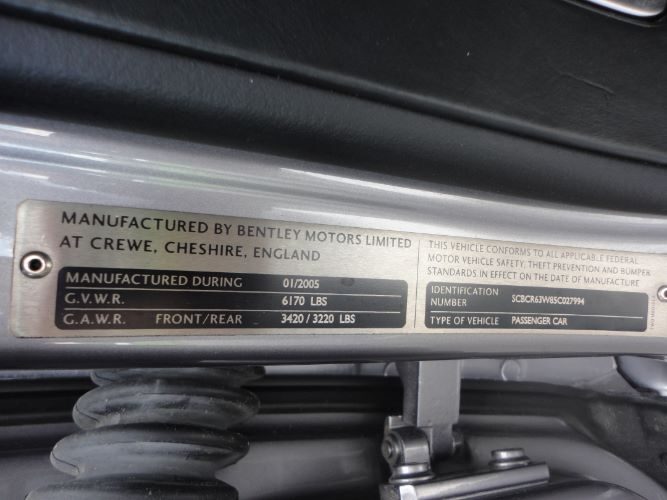 MANUFACTURED BY BENTLEY MOTORS LIMITED
AT CREWE, CHESHIRE, ENGLAND
MANUFACTURED DURING 01/2005
G.V.W.R. 6170 LBS
G.A.W.R. FRONT/REAR 3420 / 3220 LBS
THIS VEHICLE CONFORMS TO ALL APPLICABLE FEDERAL
MOTOR VEHICLE SAFETY, THEFT PREVENTION AND BUMPER
STANDARDS IN EFFECT ON THE DATE OF MANUFACTURE
IDENTIFICATION
NUMBER SCBCR63W85C027994
TYPE OF VEHICLE PASSENGER CAR